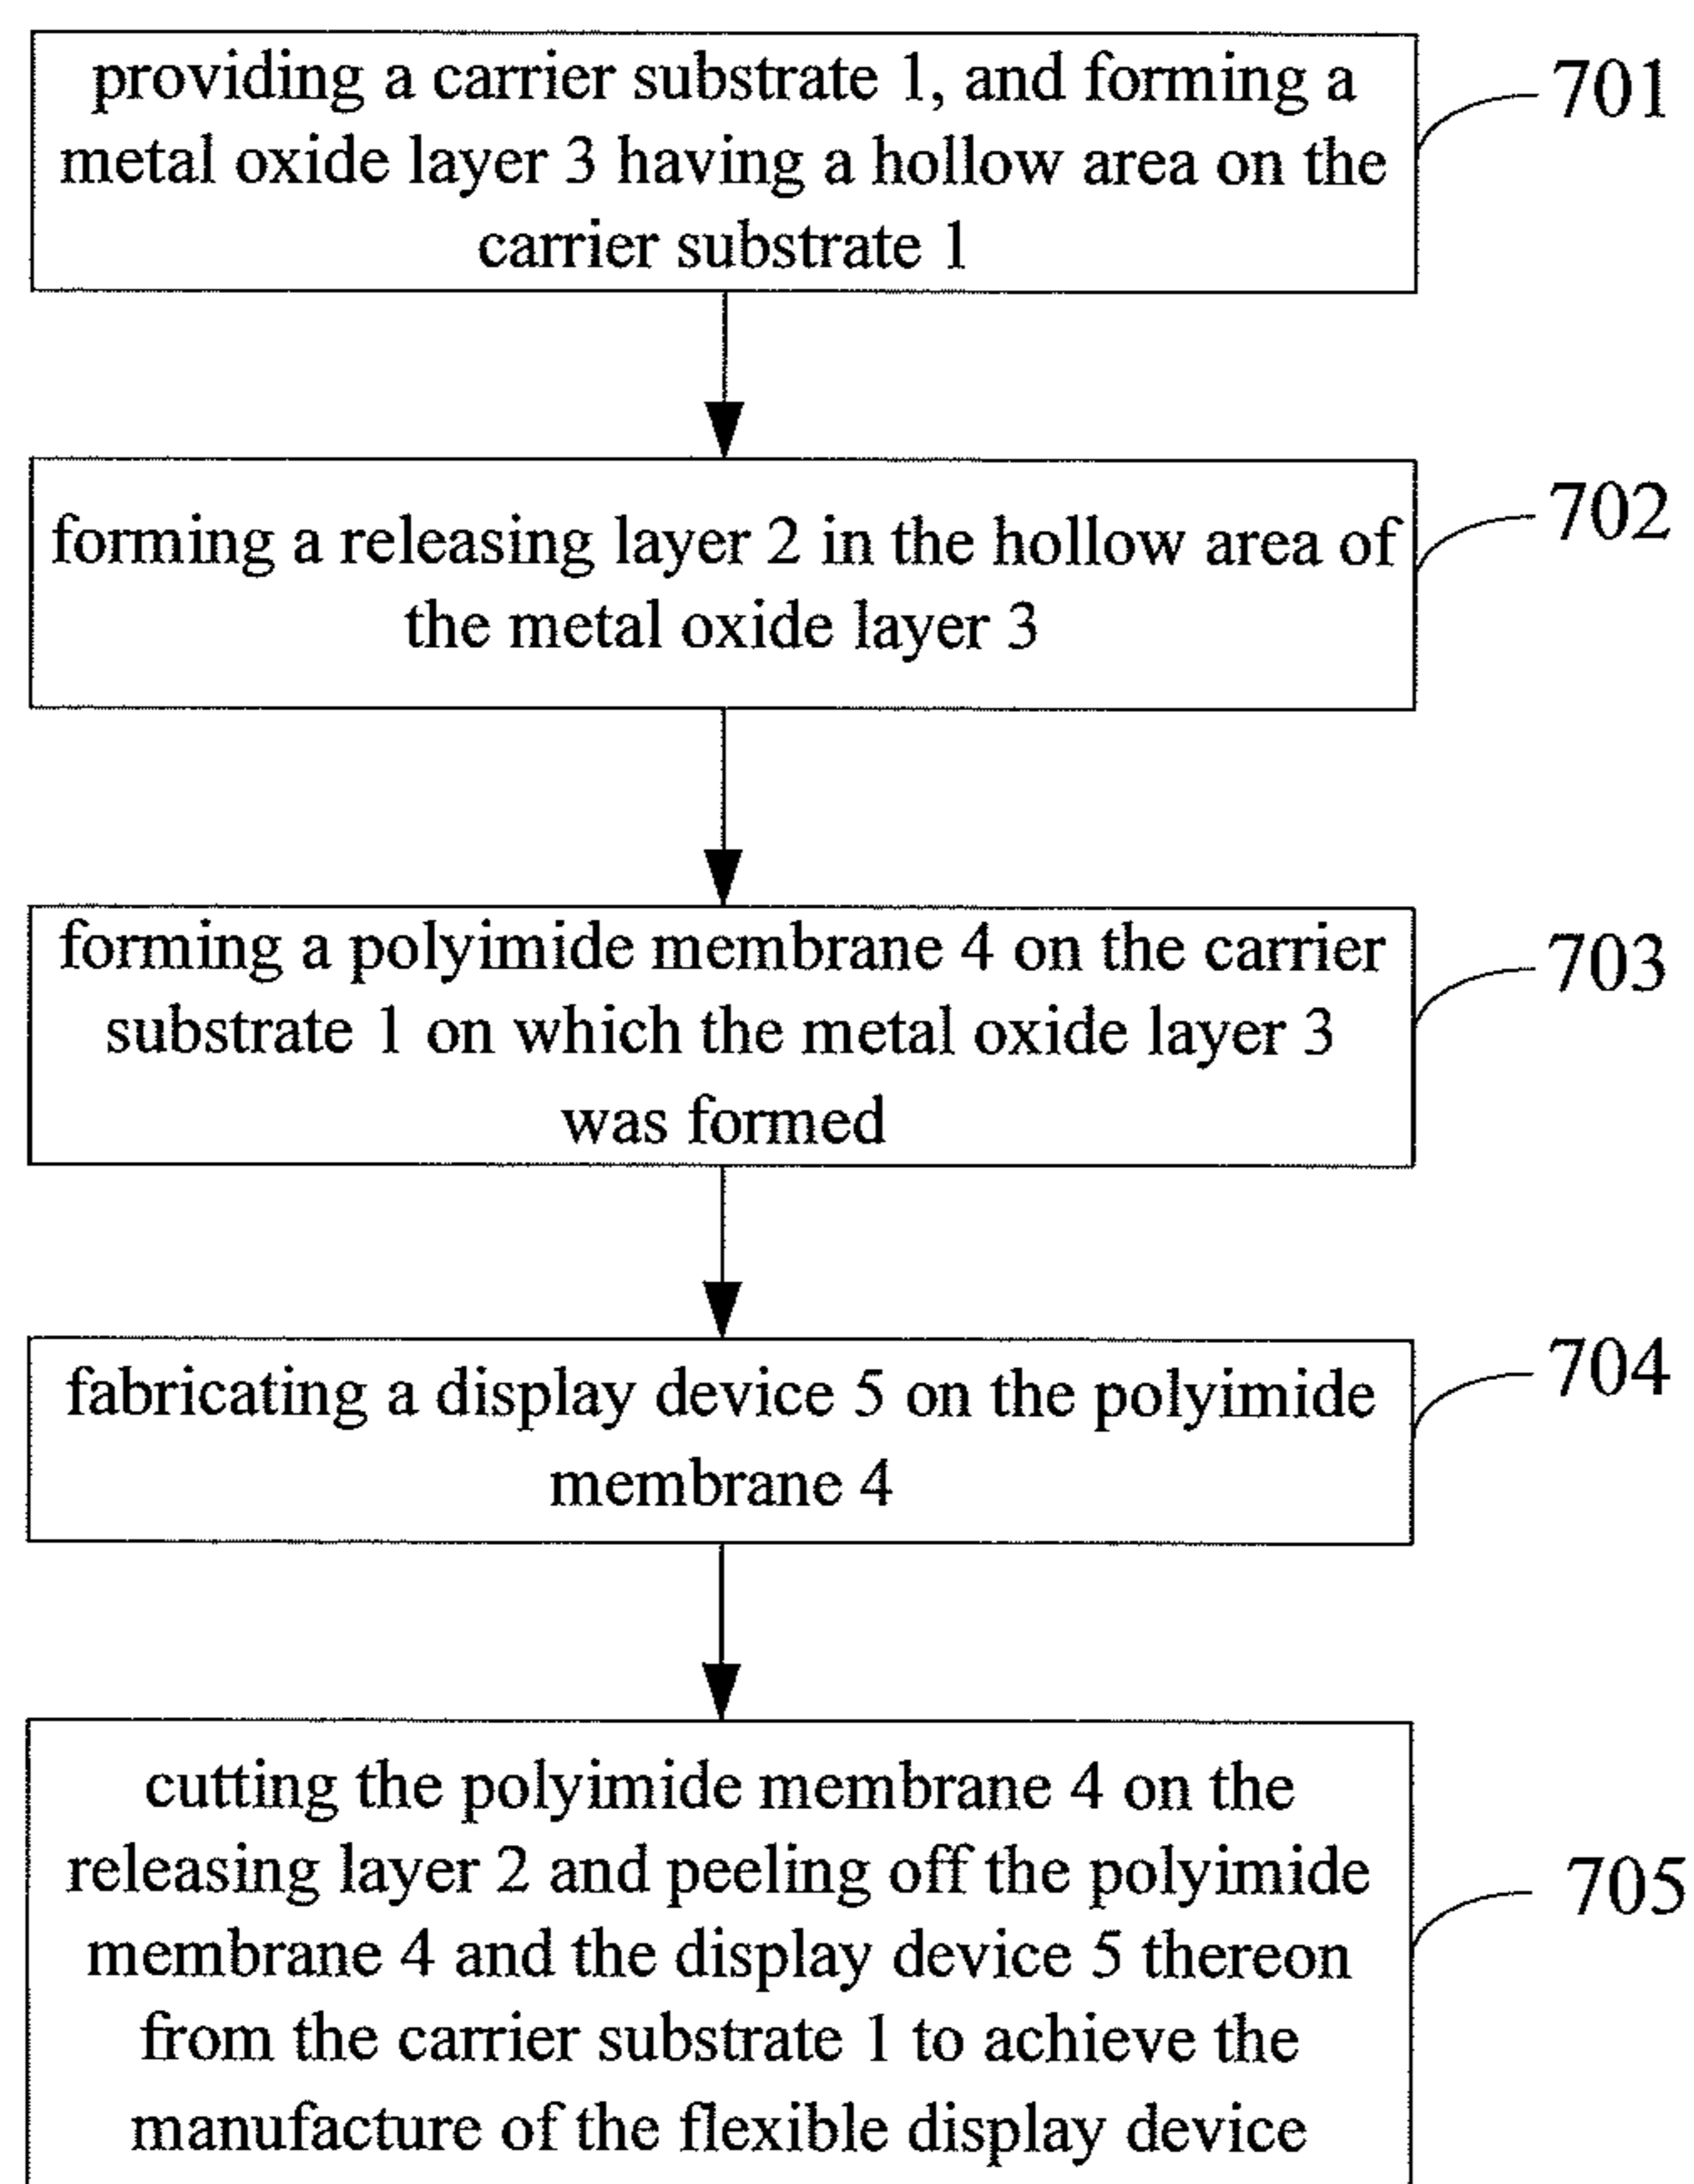 providing a carrier substrate 1, and forming a
metal oxide layer 3 having a hollow area on the
carrier substrate 1
701
forming a releasing layer 2 in the hollow area of
the metal oxide layer 3
702
forming a polyimide membrane 4 on the carrier
substrate 1 on which the metal oxide layer 3
was formed
703
fabricating a display device 5 on the polyimide
membrane 4
704
cutting the polyimide membrane 4 on the
releasing layer 2 and peeling off the polyimide
membrane 4 and the display device 5 thereon
from the carrier substrate 1 to achieve the
manufacture of the flexible display device
705